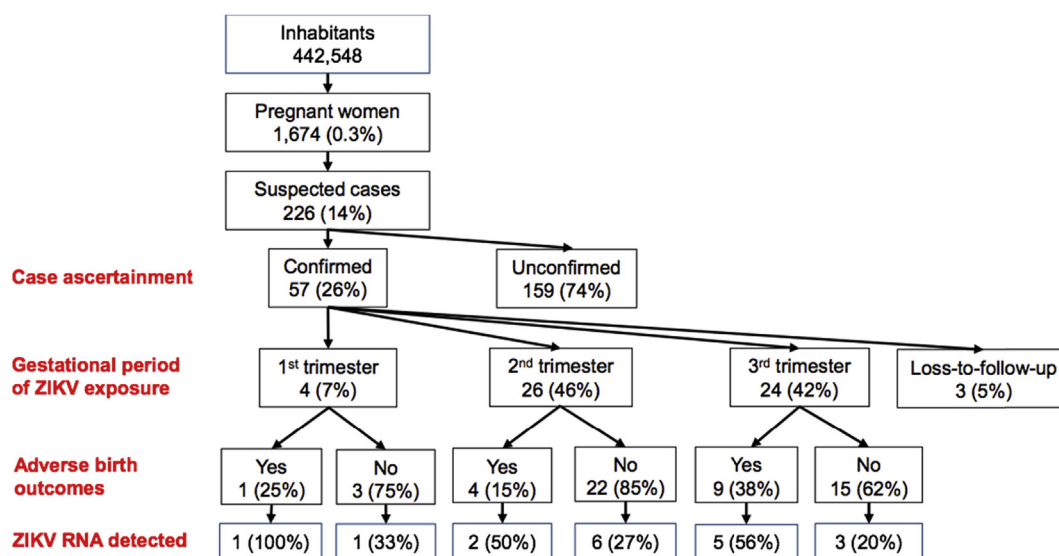 Inhabitants
442,548
Pregnant women
1,674 (0.3%)
Suspected cases
226 (14%)
Case ascertainment
Confirmed
57 (26%)
Unconfirmed
159 (74%)
Gestational period
of ZIKV exposure
1st trimester
4 (7%)
2nd trimester
26 (46%)
3rd trimester
24 (42%)
Loss-to-follow-up
3 (5%)
Adverse birth
outcomes
Yes
1 (25%)
No
3 (75%)
Yes
4 (15%)
No
22 (85%)
Yes
9 (38%)
No
15 (62%)
ZIKV RNA detected
1 (100%)
1 (33%)
2 (50%)
6 (27%)
5 (56%)
3 (20%)